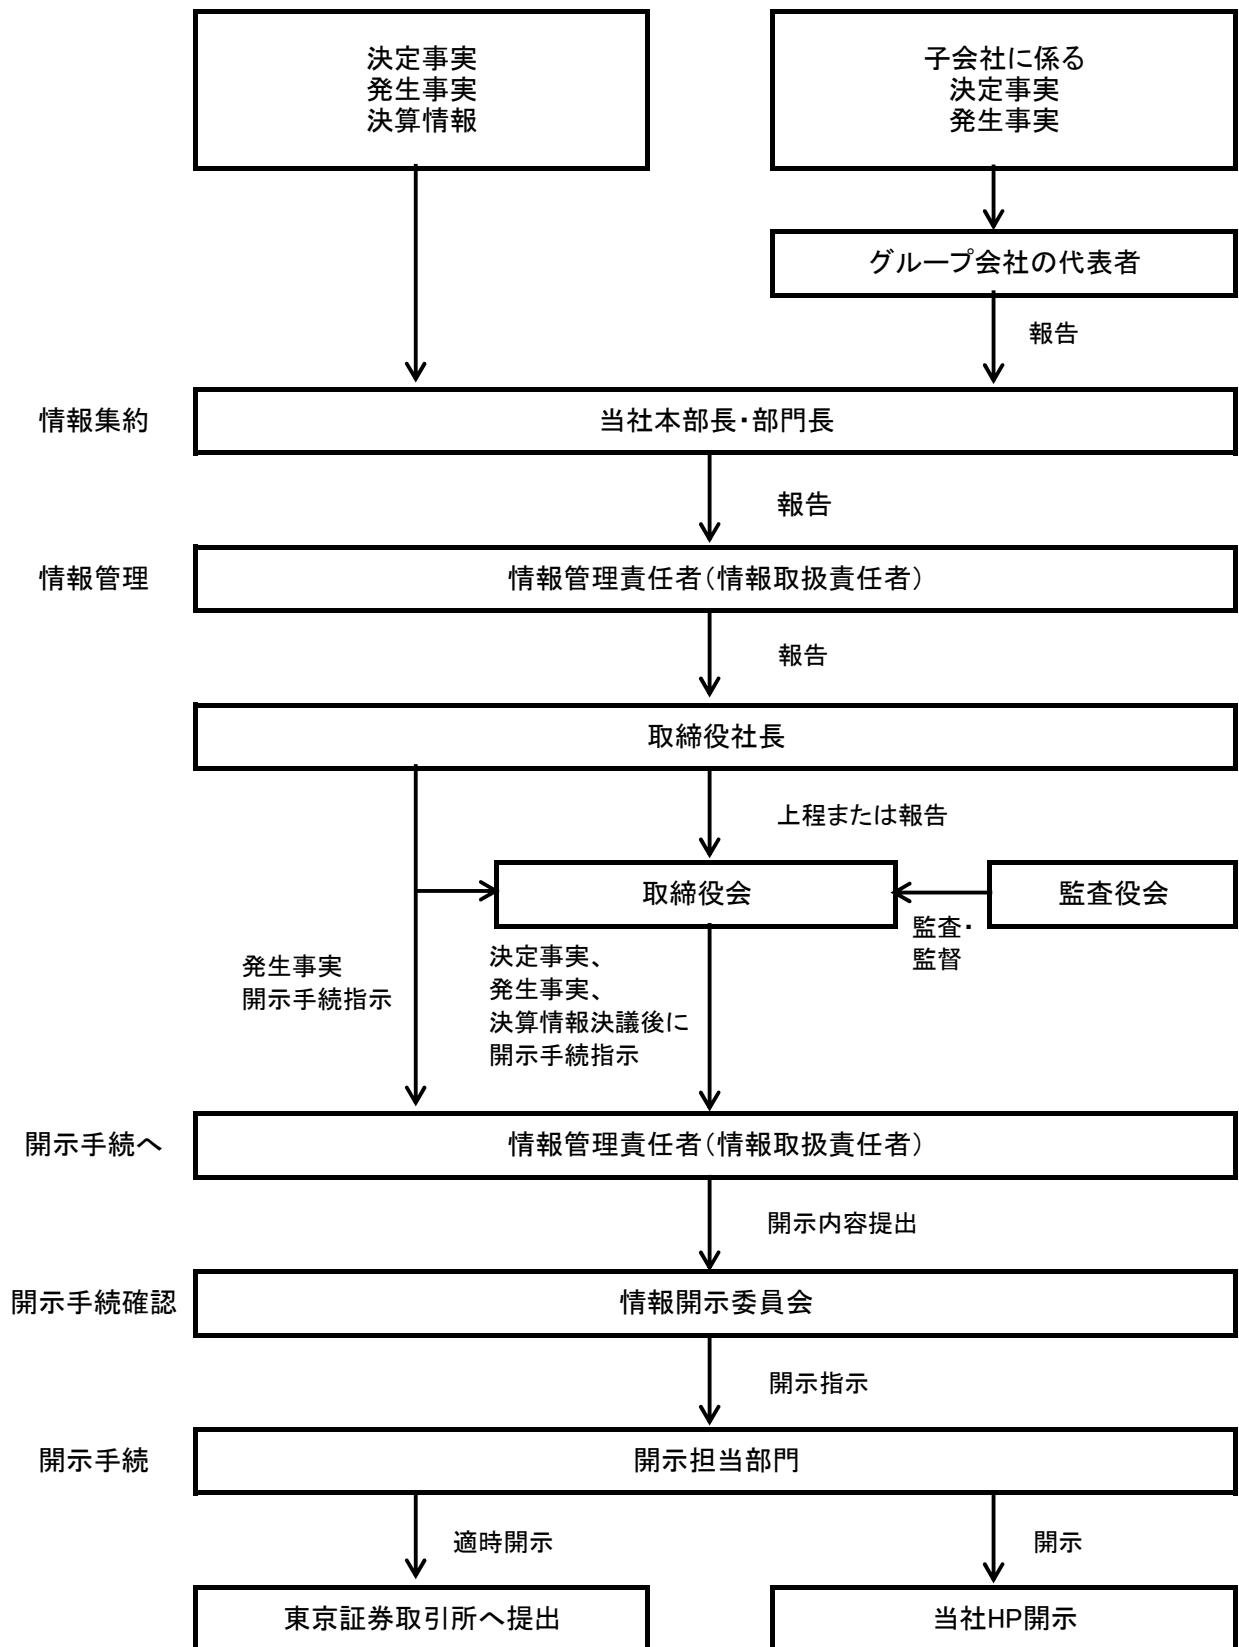 決定事実
発生事実
決算情報
子会社に係る
決定事実
発生事実
グループ会社の代表者
報告
情報集約
当社本部長・部門長
報告
情報管理
情報管理責任者(情報取扱責任者)
報告
取締役社長
上程または報告
取締役会
監査役会
監査・
監督
発生事実
開示手続指示
決定事実、
発生事実、
決算情報決議後に
開示手続指示
開示手続へ
情報管理責任者(情報取扱責任者)
開示内容提出
開示手続確認
情報開示委員会
開示指示
開示手続
開示担当部門
適時開示
開示
東京証券取引所へ提出
当社HP開示